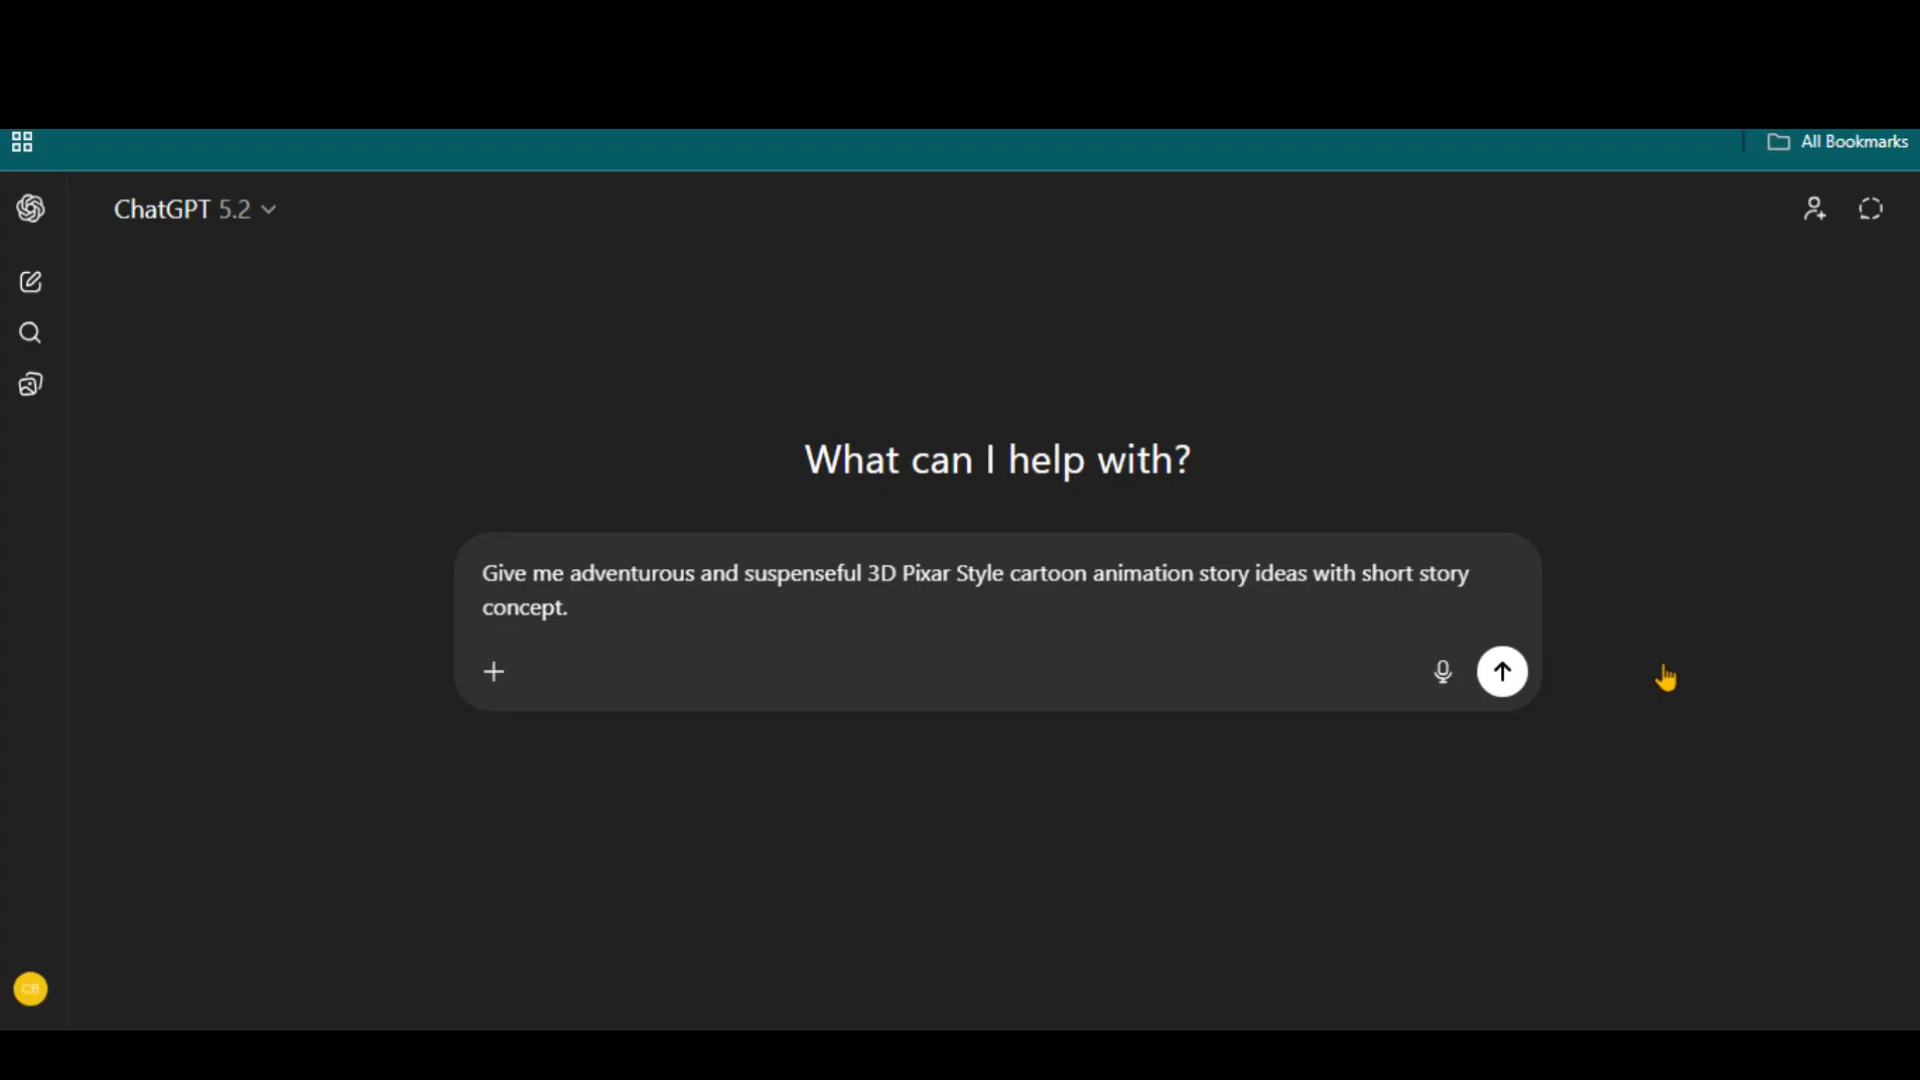 All Bookmarks
ChatGPT 5.2
What can I help with?
Give me adventurous and suspenseful 3D Pixar Style cartoon animation story ideas with short story
concept.
CB